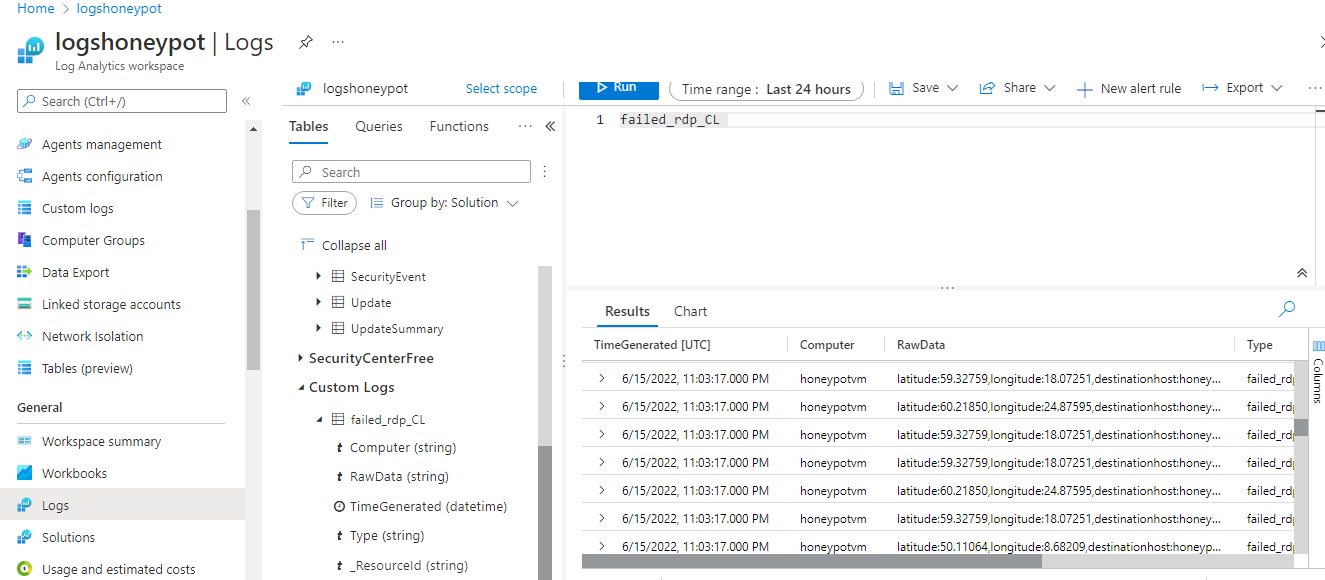 Home > logshoneypot
logshoneypot | Logs
Log Analytics workspace
Search (Ctrl+/)
Agents management
Agents configuration
Custom logs
Computer Groups
Data Export
Linked storage accounts
Network Isolation
Tables (preview)
General
Workspace summary
Workbooks
Logs
Solutions
Usage and estimated costs
logshoneypot Select scope
Run Time range : Last 24 hours Save Share New alert rule Export
Tables Queries Functions
Search
Filter Group by: Solution
Collapse all
SecurityEvent
Update
UpdateSummary
SecurityCenterFree
Custom Logs
failed_rdp_CL
t Computer (string)
t RawData (string)
TimeGenerated (datetime)
t Type (string)
t _ResourceId (string)
1 failed_rdp_CL
Results Chart
TimeGenerated [UTC] Computer RawData Type
6/15/2022, 11:03:17.000 PM honeypotvm latitude:59.32759,longitude:18.07251,destinationhost:honey... failed_rdp
6/15/2022, 11:03:17.000 PM honeypotvm latitude:60.21850,longitude:24.87595,destinationhost:honey... failed_rdp
6/15/2022, 11:03:17.000 PM honeypotvm latitude:59.32759,longitude:18.07251,destinationhost:honey... failed_rdp
6/15/2022, 11:03:17.000 PM honeypotvm latitude:59.32759,longitude:18.07251,destinationhost:honey... failed_rdp
6/15/2022, 11:03:17.000 PM honeypotvm latitude:60.21850,longitude:24.87595,destinationhost:honey... failed_rdp
6/15/2022, 11:03:17.000 PM honeypotvm latitude:59.32759,longitude:18.07251,destinationhost:honey... failed_rdp
6/15/2022, 11:03:17.000 PM honeypotvm latitude:50.11064,longitude:8.68209,destinationhost:honeyp... failed_rdp
Columns